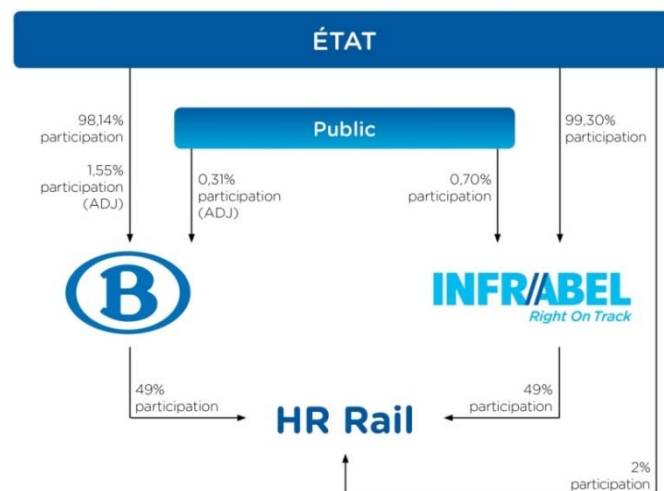 ÉTAT
98,14%
participation
1,55%
participation
(ADJ)
Public
99,30%
participation
0,31%
participation
(ADJ)
0,70%
participation
B
INFRABEL
Right On Track
49%
participation
HR Rail
49%
participation
2%
participation